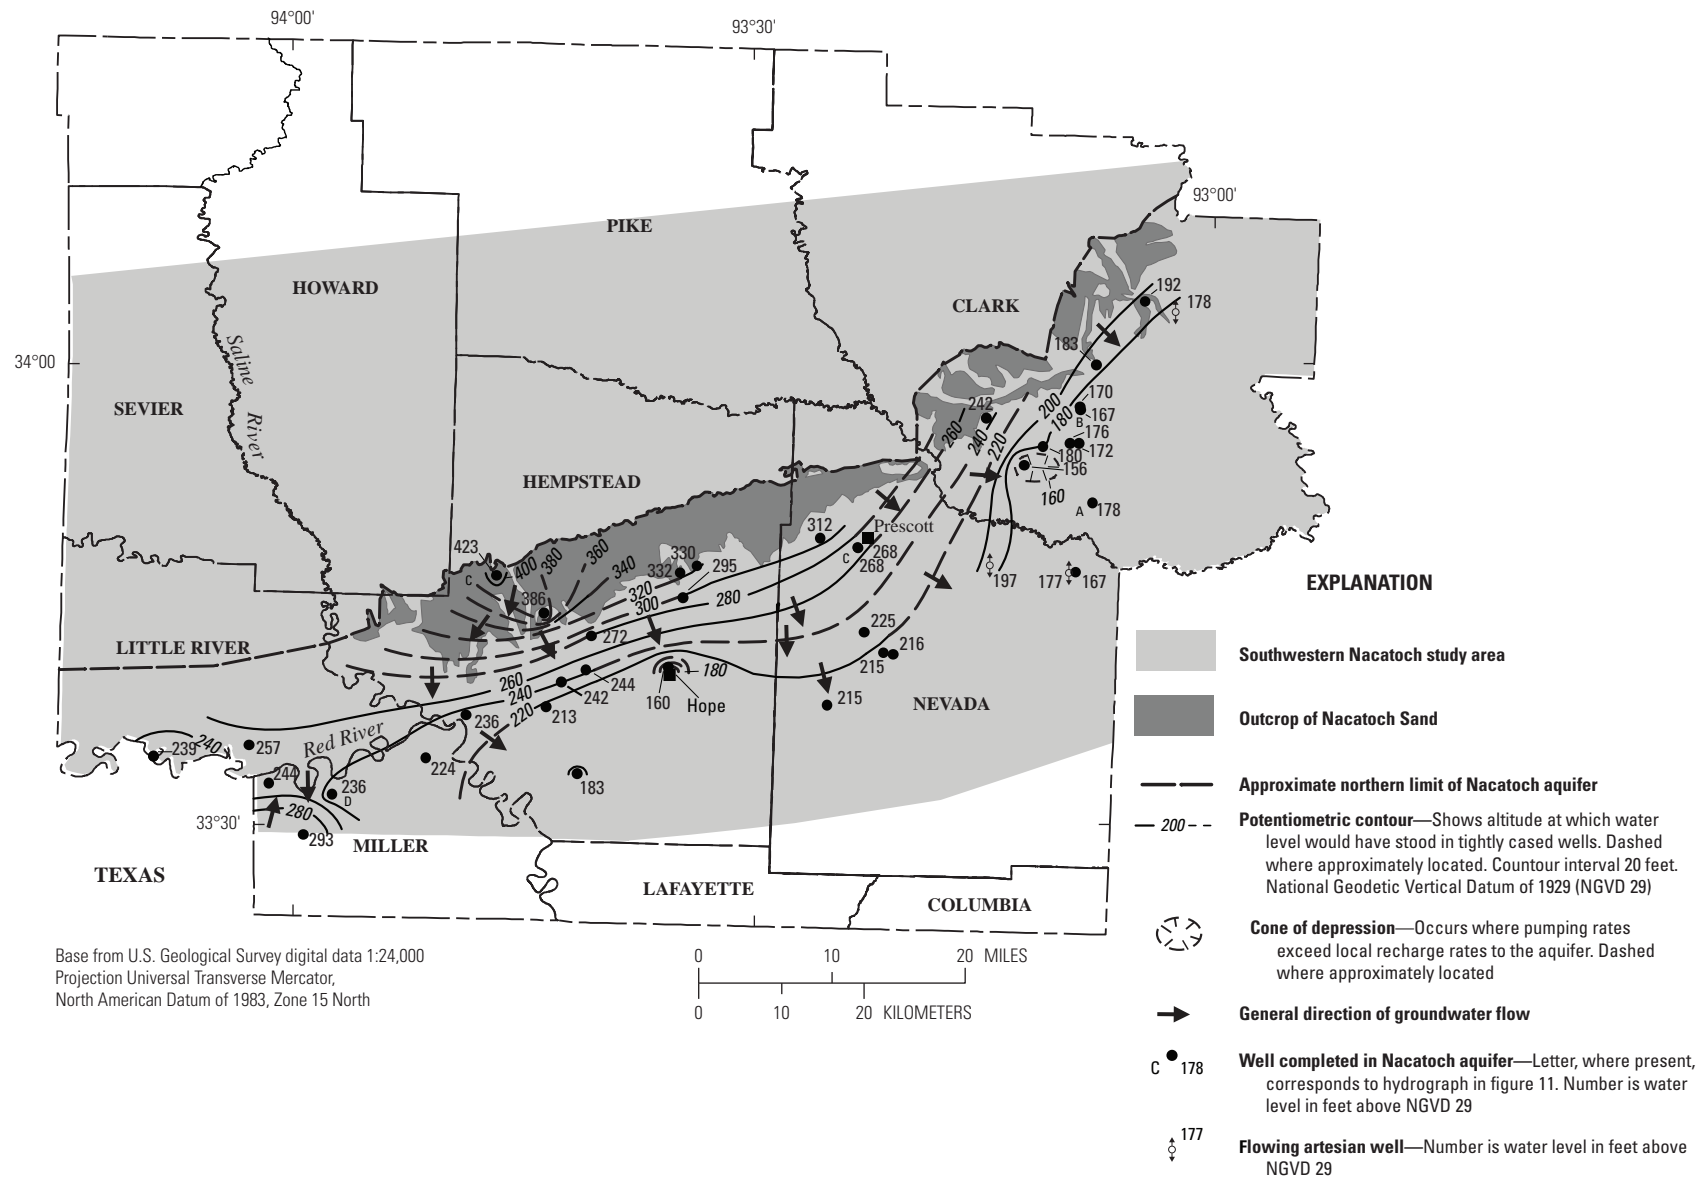 94°00'
93°30'
93°00'
PIKE
HOWARD
192
178
CLARK
Saline
River
183
34°00'
170
SEVIER
242
200
180
167
B
260
240
220
176
172
180
156
HEMPSTEAD
160
A
178
312
Prescott
423
C
400
380
360
340
330
332
295
C
268
268
197
177
167
386
320
300
280
272
225
216
215
LITTLE RIVER
260
240
220
244
242
180
160
Hope
215
NEVADA
213
236
Red River
239
240
257
224
244
236
D
183
280
33°30'
293
MILLER
TEXAS
LAFAYETTE
COLUMBIA
Base from U.S. Geological Survey digital data 1:24,000
Projection Universal Transverse Mercator,
North American Datum of 1983, Zone 15 North
0 10 20 MILES
0 10 20 KILOMETERS
EXPLANATION
Southwestern Nacatoch study area
Outcrop of Nacatoch Sand
Approximate northern limit of Nacatoch aquifer
200
Potentiometric contour—Shows altitude at which water
level would have stood in tightly cased wells. Dashed
where approximately located. Countour interval 20 feet.
National Geodetic Vertical Datum of 1929 (NGVD 29)
Cone of depression—Occurs where pumping rates
exceed local recharge rates to the aquifer. Dashed
where approximately located
General direction of groundwater flow
C 178
Well completed in Nacatoch aquifer—Letter, where present,
corresponds to hydrograph in figure 11. Number is water
level in feet above NGVD 29
177
Flowing artesian well—Number is water level in feet above
NGVD 29